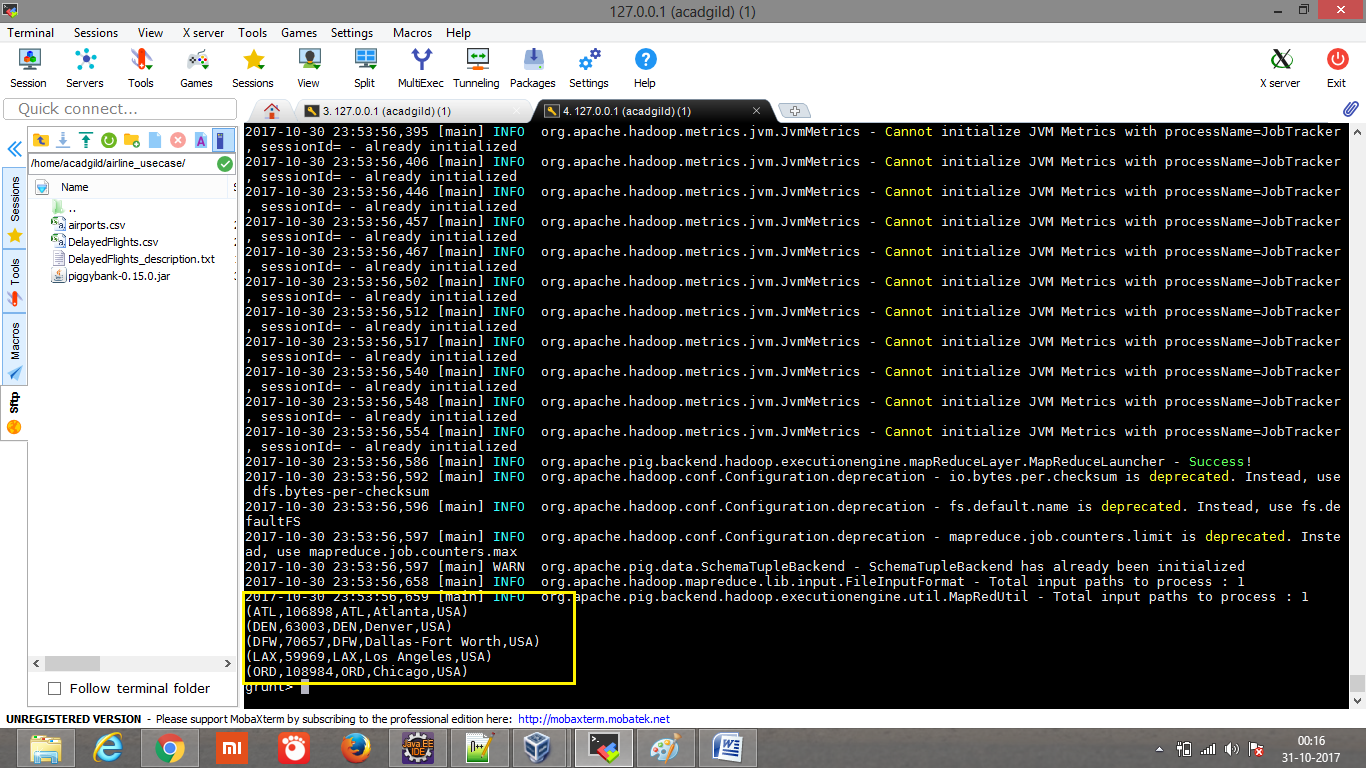 127.0.0.1 (acadgild) (1)
Terminal Sessions View X server Tools Games Settings Macros Help
Session Servers Tools Games Sessions View Split MultiExec Tunneling Packages Settings Help X server Exit
Quick connect...
3. 127.0.0.1 (acadgild) (1)
4. 127.0.0.1 (acadgild) (1)
/home/acadgild/airline_usecase/
Name S
..
airports.csv 2
DelayedFlights.csv 2
DelayedFlights_description.txt
piggybank-0.15.0.jar 3
Sessions
Tools
Macros
Sftp
Follow terminal folder
2017-10-30 23:53:56,395 [main] INFO  org.apache.hadoop.metrics.jvm.JvmMetrics - Cannot initialize JVM Metrics with processName=JobTracker
, sessionId= - already initialized
2017-10-30 23:53:56,406 [main] INFO  org.apache.hadoop.metrics.jvm.JvmMetrics - Cannot initialize JVM Metrics with processName=JobTracker
, sessionId= - already initialized
2017-10-30 23:53:56,446 [main] INFO  org.apache.hadoop.metrics.jvm.JvmMetrics - Cannot initialize JVM Metrics with processName=JobTracker
, sessionId= - already initialized
2017-10-30 23:53:56,457 [main] INFO  org.apache.hadoop.metrics.jvm.JvmMetrics - Cannot initialize JVM Metrics with processName=JobTracker
, sessionId= - already initialized
2017-10-30 23:53:56,467 [main] INFO  org.apache.hadoop.metrics.jvm.JvmMetrics - Cannot initialize JVM Metrics with processName=JobTracker
, sessionId= - already initialized
2017-10-30 23:53:56,502 [main] INFO  org.apache.hadoop.metrics.jvm.JvmMetrics - Cannot initialize JVM Metrics with processName=JobTracker
, sessionId= - already initialized
2017-10-30 23:53:56,512 [main] INFO  org.apache.hadoop.metrics.jvm.JvmMetrics - Cannot initialize JVM Metrics with processName=JobTracker
, sessionId= - already initialized
2017-10-30 23:53:56,517 [main] INFO  org.apache.hadoop.metrics.jvm.JvmMetrics - Cannot initialize JVM Metrics with processName=JobTracker
, sessionId= - already initialized
2017-10-30 23:53:56,540 [main] INFO  org.apache.hadoop.metrics.jvm.JvmMetrics - Cannot initialize JVM Metrics with processName=JobTracker
, sessionId= - already initialized
2017-10-30 23:53:56,548 [main] INFO  org.apache.hadoop.metrics.jvm.JvmMetrics - Cannot initialize JVM Metrics with processName=JobTracker
, sessionId= - already initialized
2017-10-30 23:53:56,554 [main] INFO  org.apache.hadoop.metrics.jvm.JvmMetrics - Cannot initialize JVM Metrics with processName=JobTracker
, sessionId= - already initialized
2017-10-30 23:53:56,586 [main] INFO  org.apache.pig.backend.hadoop.executionengine.mapReduceLayer.MapReduceLauncher - Success!
2017-10-30 23:53:56,592 [main] INFO  org.apache.hadoop.conf.Configuration.deprecation - io.bytes.per.checksum is deprecated. Instead, use
 dfs.bytes-per-checksum
2017-10-30 23:53:56,596 [main] INFO  org.apache.hadoop.conf.Configuration.deprecation - fs.default.name is deprecated. Instead, use fs.de
faultFS
2017-10-30 23:53:56,597 [main] INFO  org.apache.hadoop.conf.Configuration.deprecation - mapreduce.job.counters.limit is deprecated. Inste
ad, use mapreduce.job.counters.max
2017-10-30 23:53:56,597 [main] WARN  org.apache.pig.data.SchemaTupleBackend - SchemaTupleBackend has already been initialized
2017-10-30 23:53:56,658 [main] INFO  org.apache.hadoop.mapreduce.lib.input.FileInputFormat - Total input paths to process : 1
2017-10-30 23:53:56,659 [main] INFO  org.apache.pig.backend.hadoop.executionengine.util.MapRedUtil - Total input paths to process : 1
(ATL,106898,ATL,Atlanta,USA)
(DEN,63003,DEN,Denver,USA)
(DFW,70657,DFW,Dallas-Fort Worth,USA)
(LAX,59969,LAX,Los Angeles,USA)
(ORD,108984,ORD,Chicago,USA)
grunt>
UNREGISTERED VERSION - Please support MobaXterm by subscribing to the professional edition here: http://mobaxterm.mobatek.net
00:16
31-10-2017